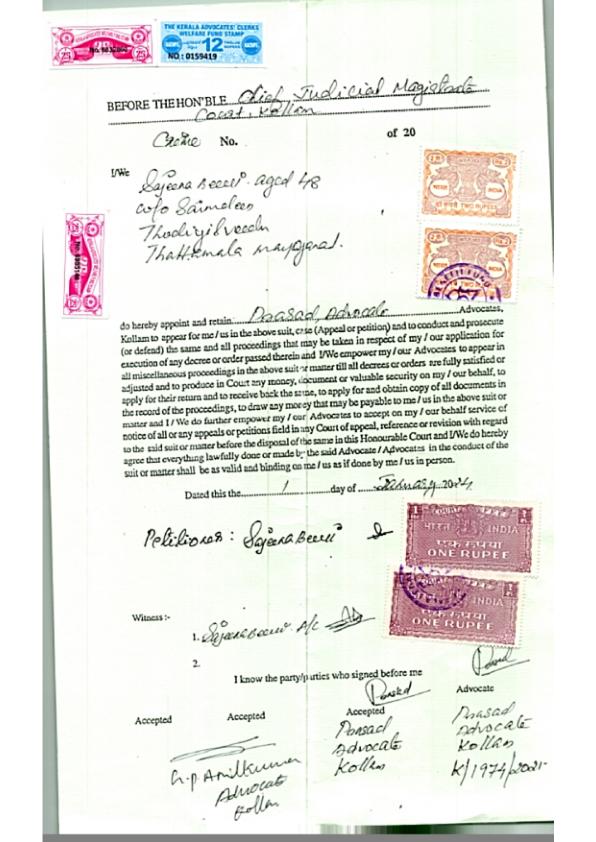 THE KERALA ADVOCATES' CLERKS
WELFARE FUND STAMP
12
NO : 0159419
25
25
BEFORE THE HON'BLE Chief Judicial Magistrate
Court, Kollam
Crime No. of 20
I/We
Sajeena Beevi aged 48
w/o
Thodiyil veedu
Thattamala mayyanad.
TWO RUPEES
INDIA
do hereby appoint and retain Prasad, Advocate Advocates,
Kollam to appear for me / us in the above suit, case (Appeal or petition) and to conduct and prosecute
(or defend) the same and all proceedings that may be taken in respect of my / our application for
execution of any decree or order passed therein and I/We empower my / our Advocates to appear in
all miscellaneous proceedings in the above suit or matter till all decrees or orders are fully satisfied or
adjusted and to produce in Court any money, document or valuable security on my / our behalf, to
apply for their return and to receive back the same, to apply for and obtain copy of all documents in
the record of the proceedings, to draw any money that may be payable to me / us in the above suit or
matter and I / We do further empower my / our Advocates to accept on my / our behalf service of
notice of all or any appeals or petitions field in any Court of appeal, reference or revision with regard
to the said suit or matter before the disposal of the same in this Honourable Court and I/We do hereby
agree that everything lawfully done or made by the said Advocate / Advocates in the conduct of the
suit or matter shall be as valid and binding on me / us as if done by me / us in person.
Dated this the 1 day of January 2024
Petitioner : Sajeena Beevi
भारत INDIA
एक रुपया
ONE RUPEE
INDIA
एक रुपया
ONE RUPEE
Witness :-
1. Sajeena Beevi
2.
I know the party/parties who signed before me
Prasad
Prasad
Accepted Accepted Accepted Advocate
Prasad
Advocate
Kollam
Prasad
Advocate
Kollam
K/1974/2021
G.P. Anilkumar
Advocate
Kollam